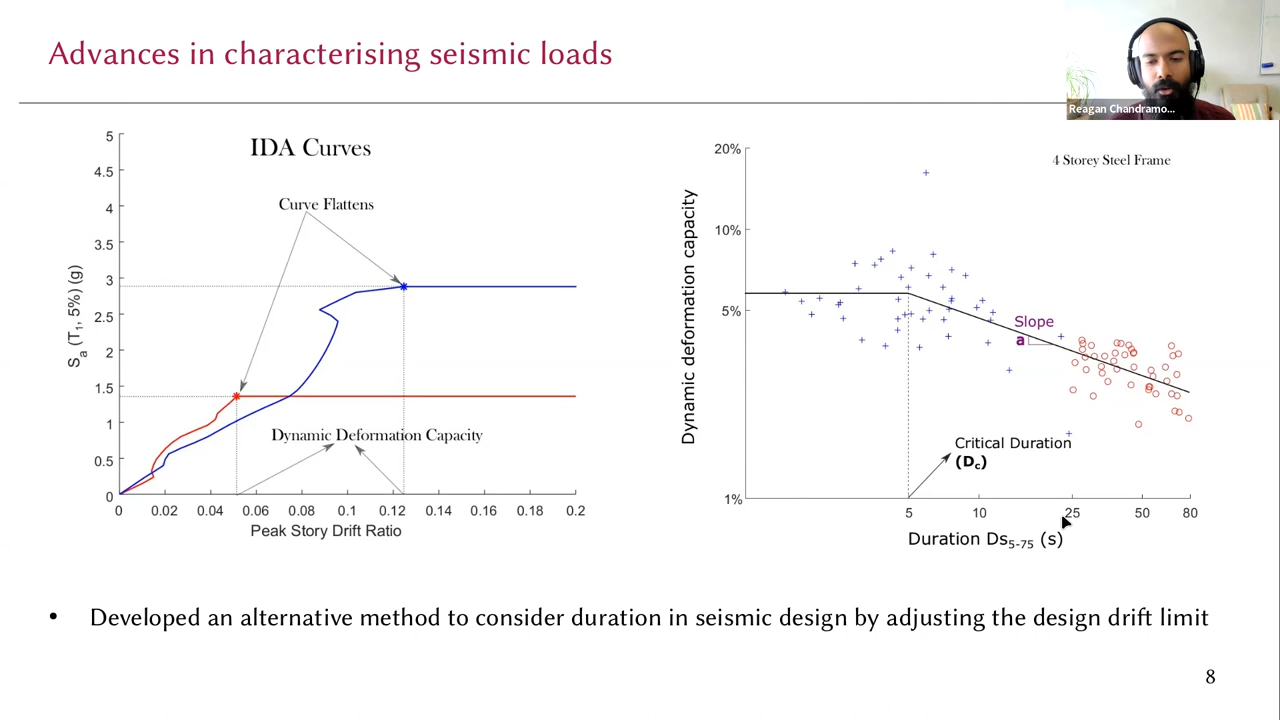 Advances in characterising seismic loads
Reagan Chandramo...
IDA Curves
Curve Flattens
Dynamic Deformation Capacity
5
4.5
4
3.5
3
2.5
2
1.5
1
0.5
0
Sa (T1, 5%) (g)
0 0.02 0.04 0.06 0.08 0.1 0.12 0.14 0.16 0.18 0.2
Peak Story Drift Ratio
4 Storey Steel Frame
20%
10%
5%
1%
Dynamic deformation capacity
Slope
a
Critical Duration
(Dc)
5 10 25 50 80
Duration Ds5-75 (s)
• Developed an alternative method to consider duration in seismic design by adjusting the design drift limit
8